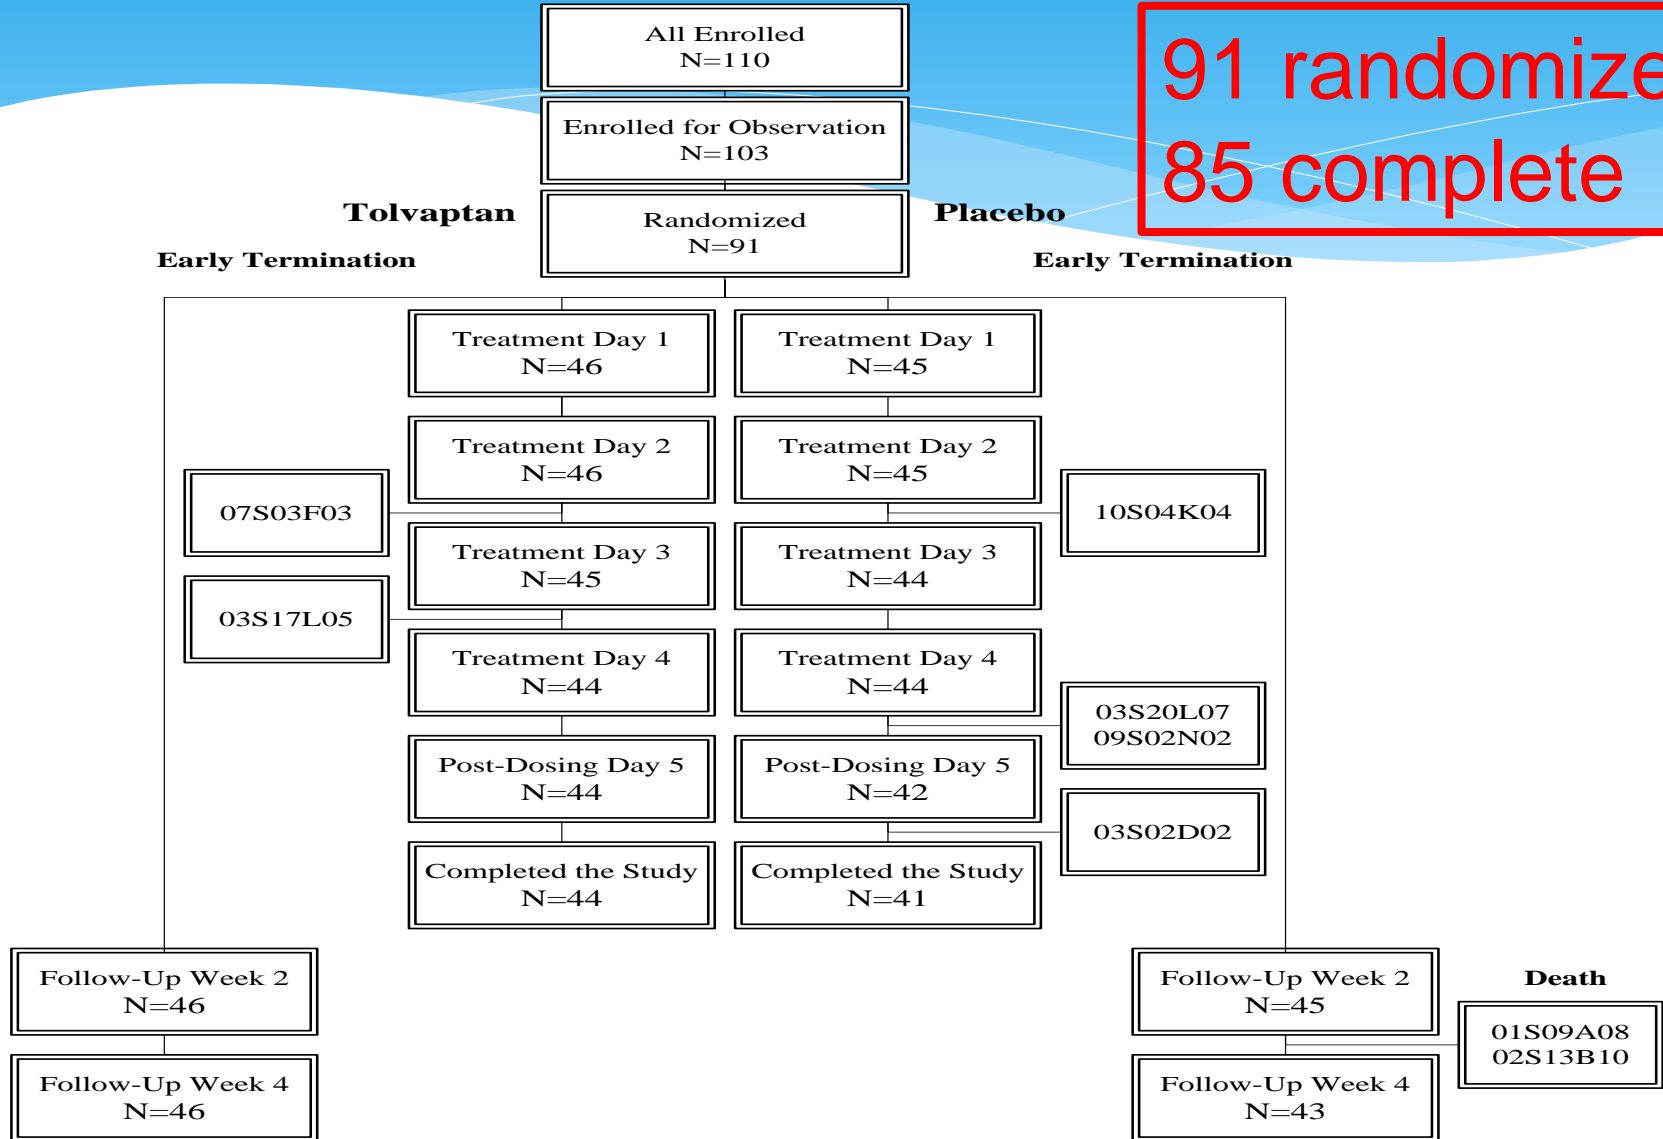 All Enrolled
N=110
91 randomize
85 complete
Enrolled for Observation
N=103
Tolvaptan
Randomized
N=91
Placebo
Early Termination
Early Termination
Treatment Day 1
N=46
Treatment Day 1
N=45
Treatment Day 2
N=46
Treatment Day 2
N=45
07S03F03
10S04K04
Treatment Day 3
N=45
Treatment Day 3
N=44
03S17L05
Treatment Day 4
N=44
Treatment Day 4
N=44
03S20L07
09S02N02
Post-Dosing Day 5
N=44
Post-Dosing Day 5
N=42
03S02D02
Completed the Study
N=44
Completed the Study
N=41
Follow-Up Week 2
N=46
Follow-Up Week 2
N=45
Death
01S09A08
02S13B10
Follow-Up Week 4
N=46
Follow-Up Week 4
N=43